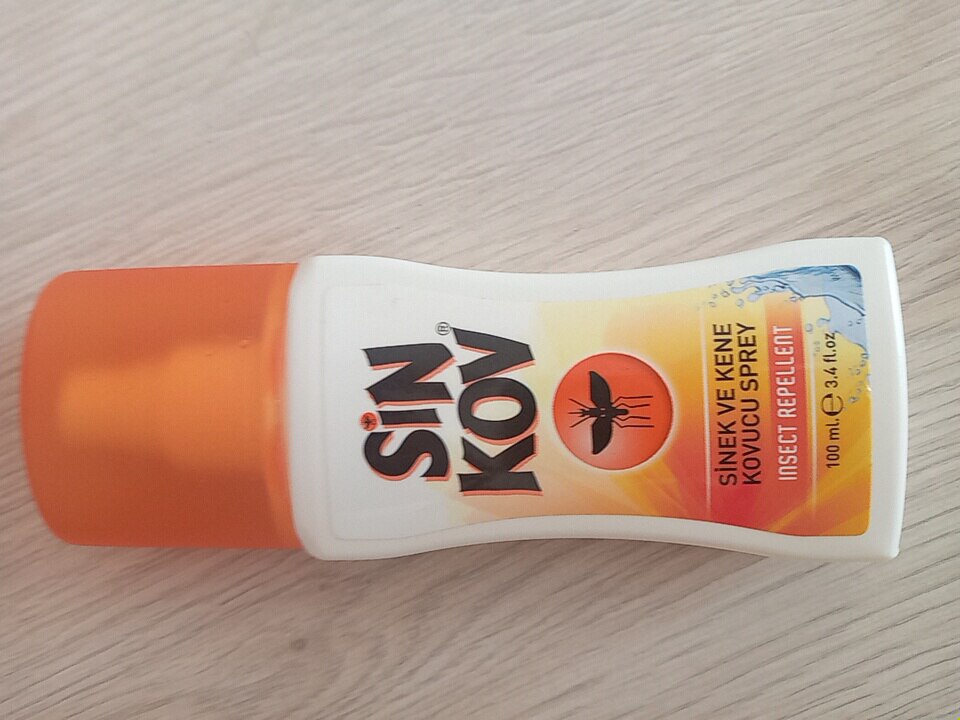 SİN
KOV®
SİNEK VE KENE
KOVUCU SPREY
INSECT REPELLENT
100 ml. ℮ 3.4 fl.oz